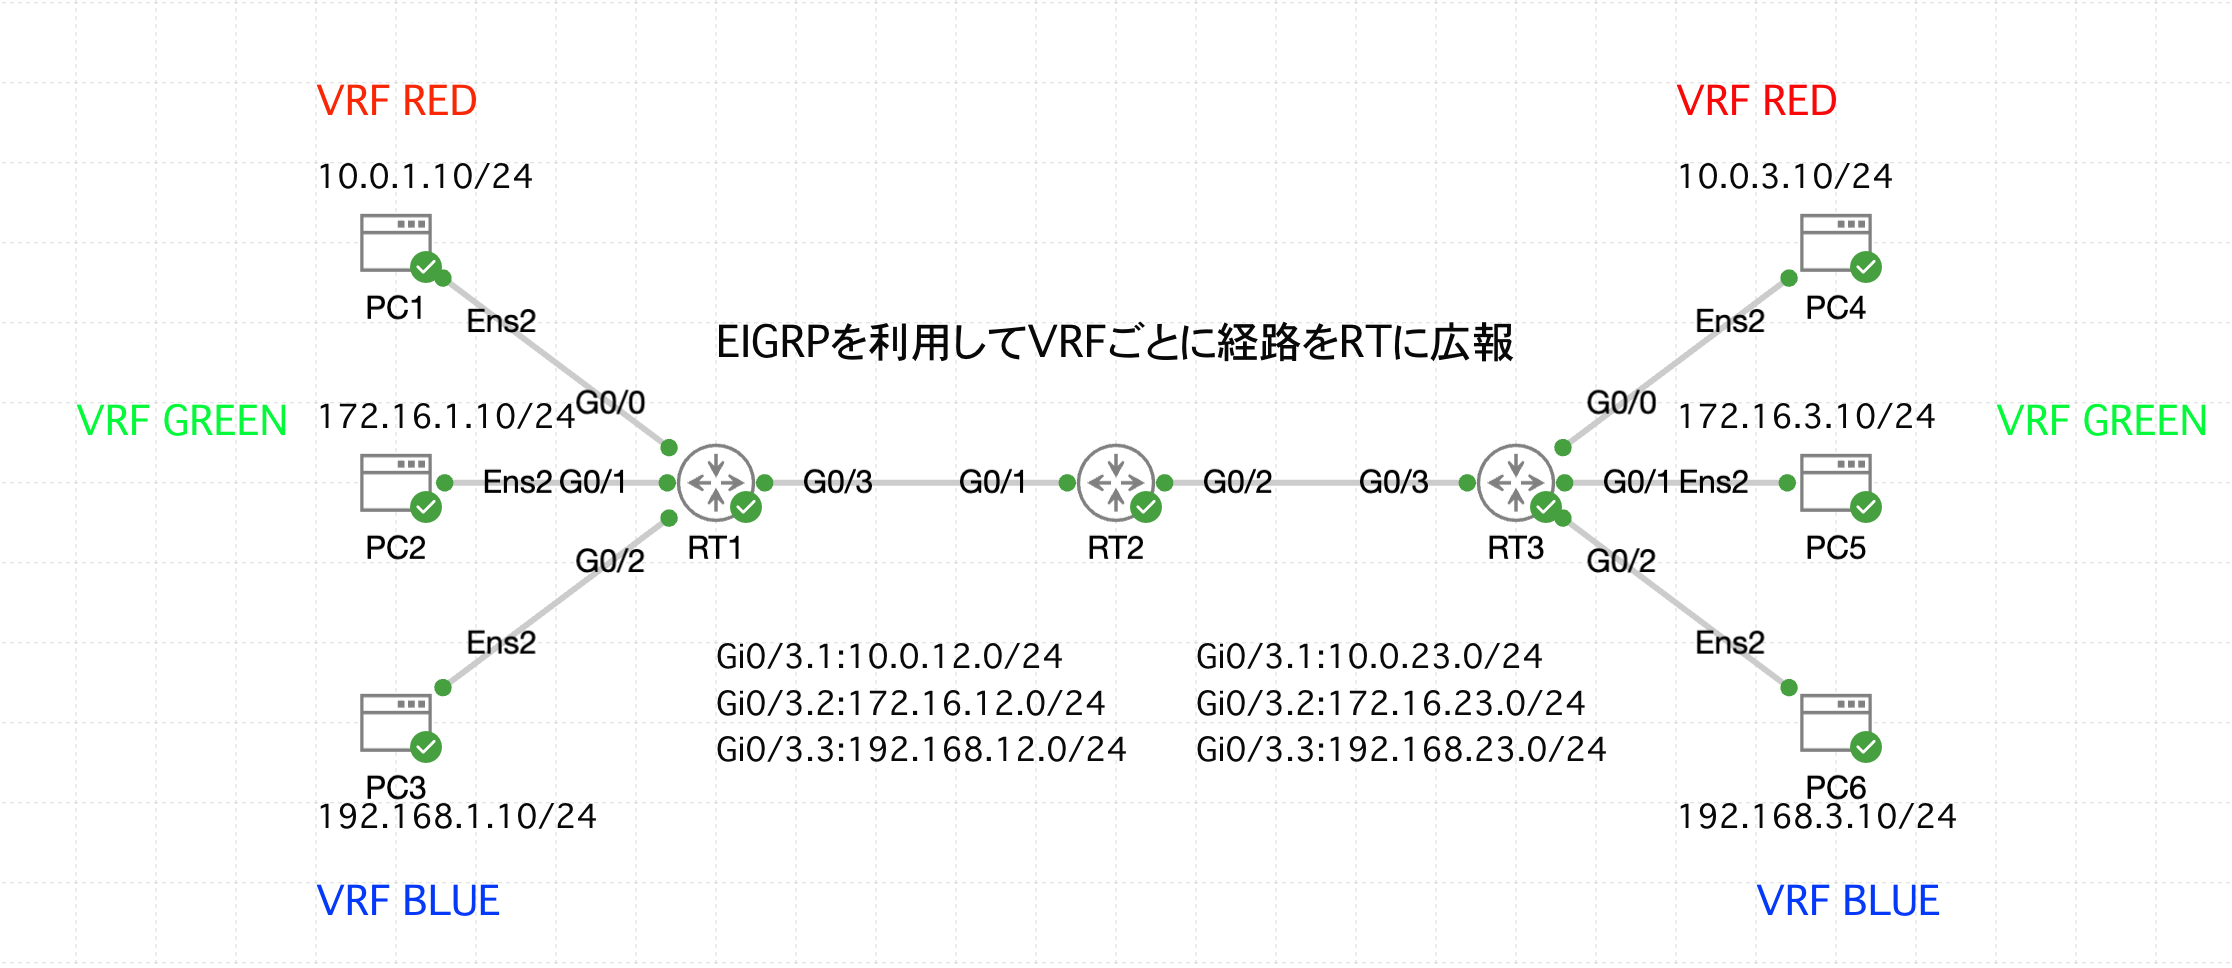 VRF RED
VRF RED
10.0.1.10/24
10.0.3.10/24
PC1
PC4
Ens2
Ens2
EIGRPを利用してVRFごとに経路をRTに広報
G0/0
G0/0
VRF GREEN
172.16.1.10/24
172.16.3.10/24
VRF GREEN
Ens2
G0/1
G0/3
G0/1
G0/2
G0/3
G0/1
Ens2
PC2
RT1
RT2
RT3
PC5
G0/2
G0/2
Ens2
Ens2
Gi0/3.1:10.0.12.0/24
Gi0/3.2:172.16.12.0/24
Gi0/3.3:192.168.12.0/24
Gi0/3.1:10.0.23.0/24
Gi0/3.2:172.16.23.0/24
Gi0/3.3:192.168.23.0/24
PC3
PC6
192.168.1.10/24
192.168.3.10/24
VRF BLUE
VRF BLUE